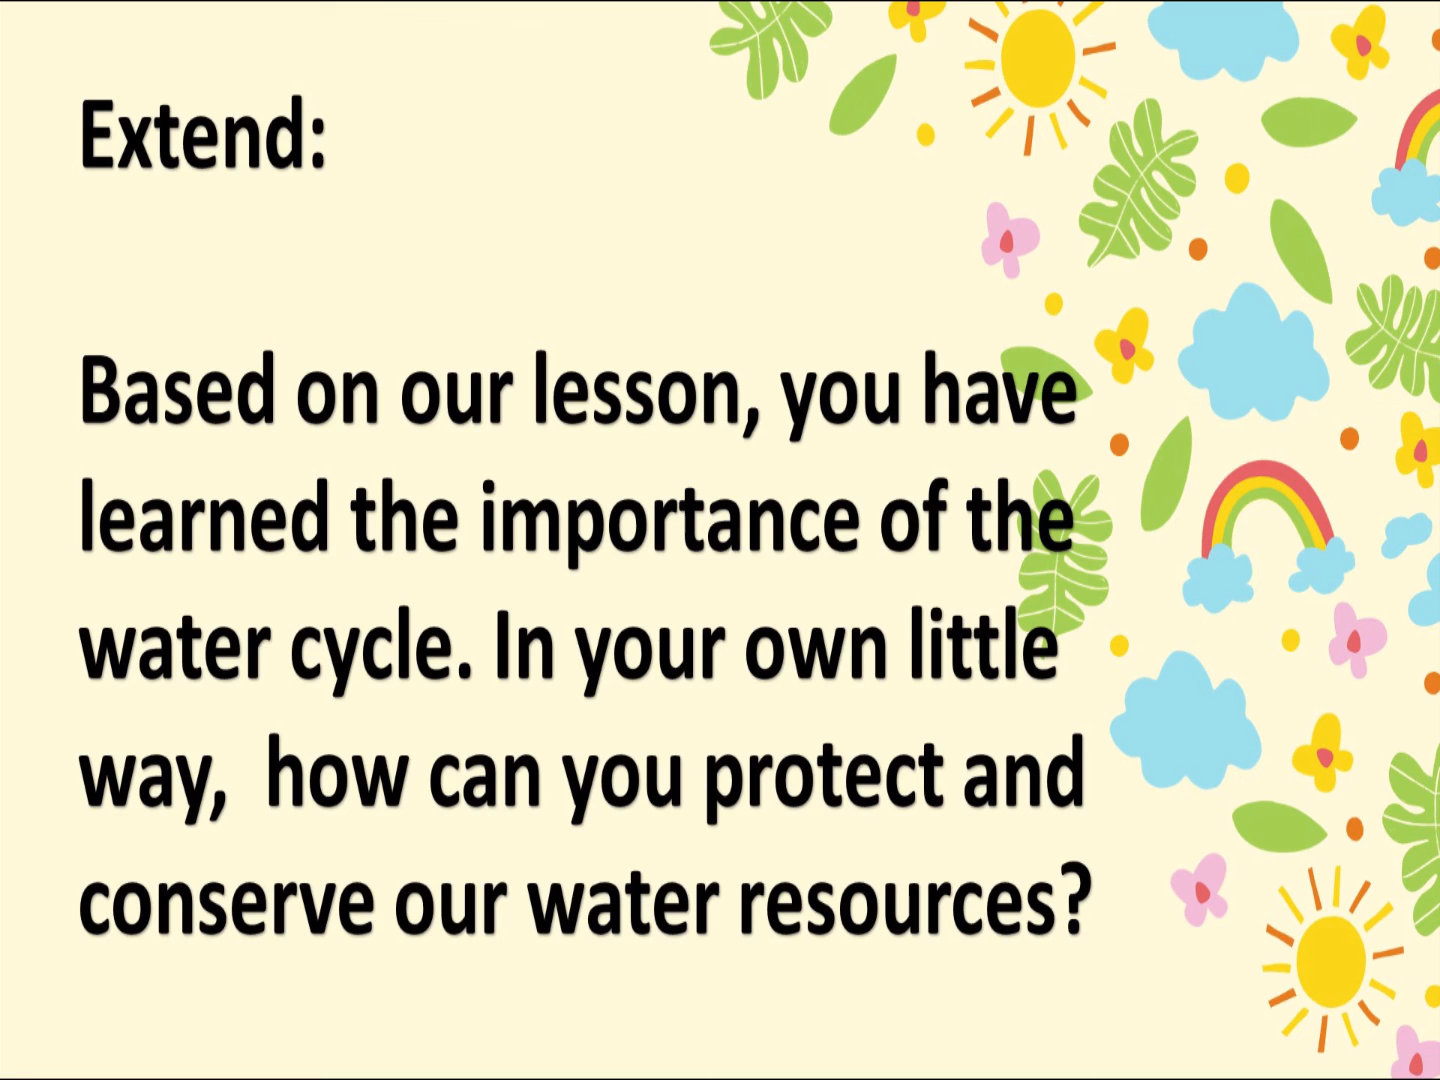 Extend:
Based on our lesson, you have
learned the importance of the
water cycle. In your own little
way,  how can you protect and
conserve our water resources?